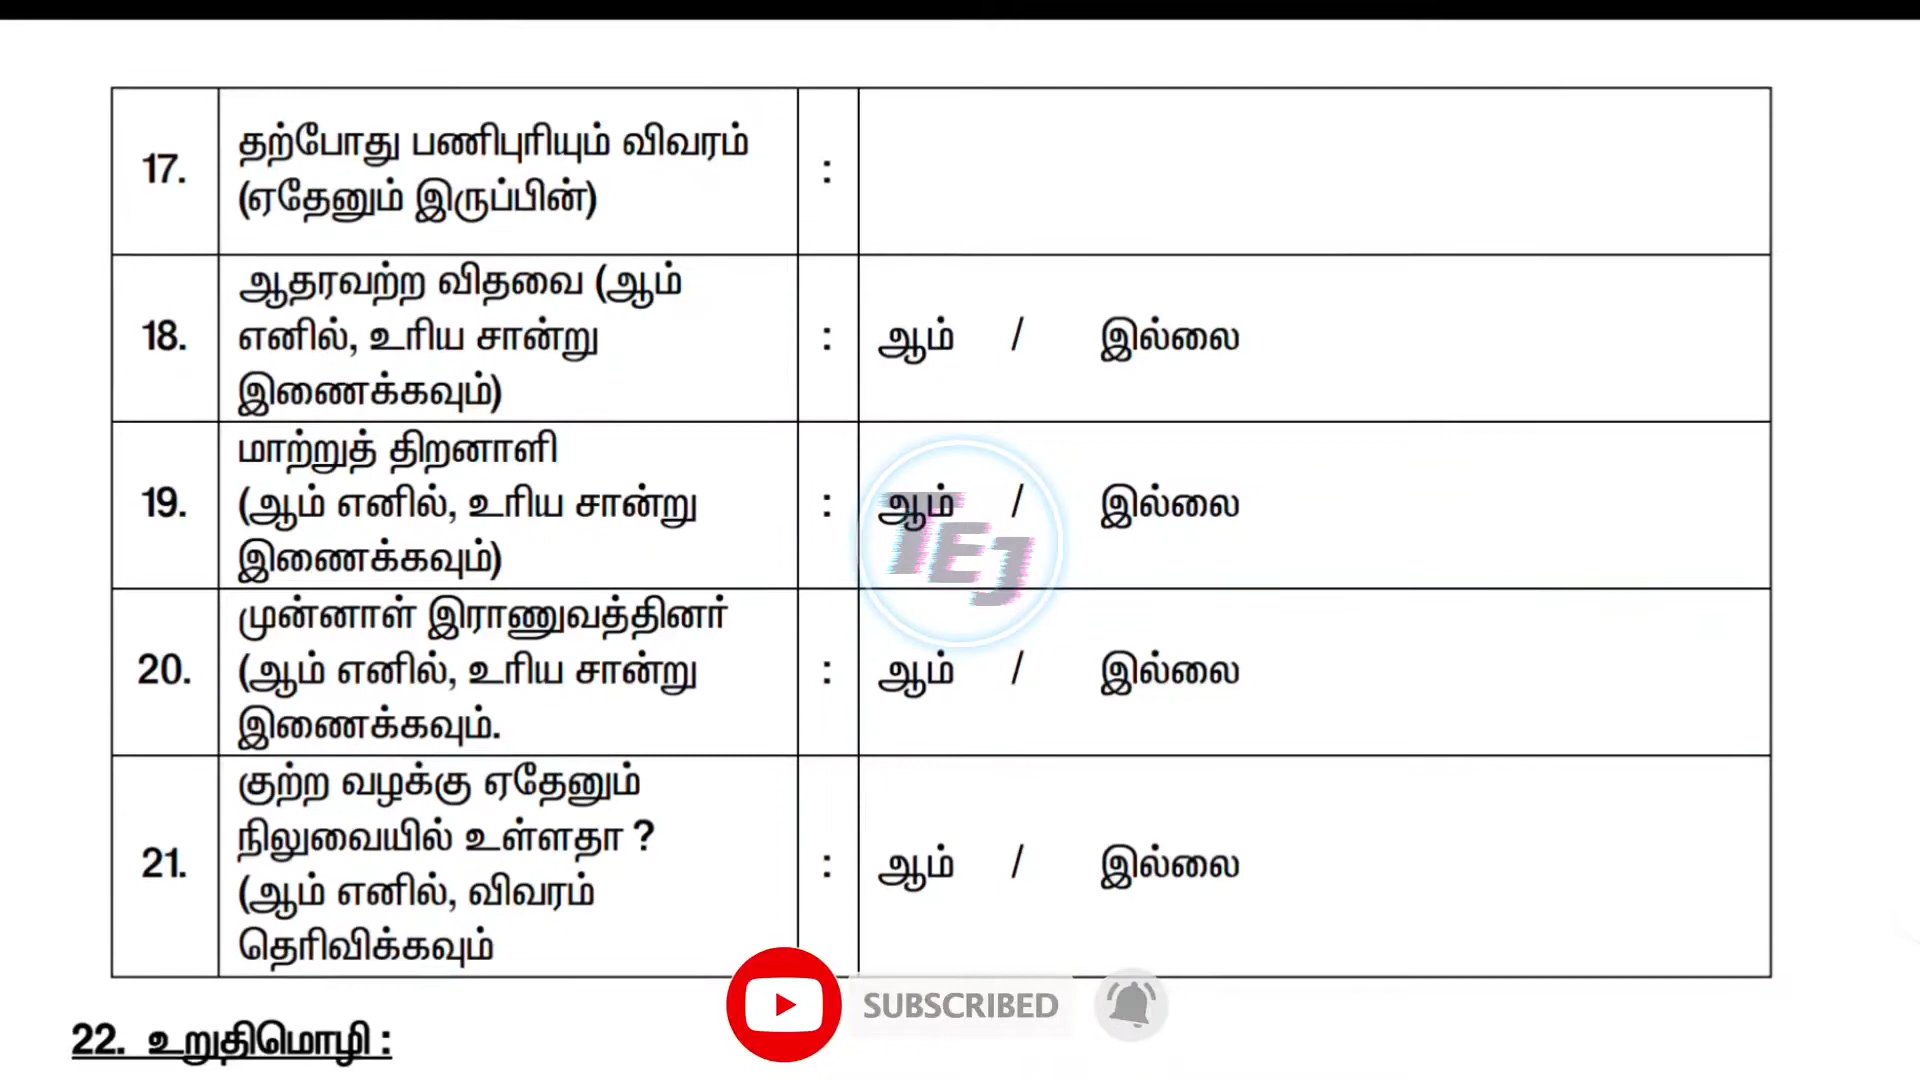 17. தற்போது பணிபுரியும் விவரம் :
(ஏதேனும் இருப்பின்)
ஆதரவற்ற விதவை (ஆம்
18. எனில், உரிய சான்று : ஆம் / இல்லை
இணைக்கவும்)
மாற்றுத் திறனாளி
19. (ஆம் எனில், உரிய சான்று : ஆம் / இல்லை
இணைக்கவும்)
TEJ
முன்னாள் இராணுவத்தினர்
20. (ஆம் எனில், உரிய சான்று : ஆம் / இல்லை
இணைக்கவும்.
குற்ற வழக்கு ஏதேனும்
நிலுவையில் உள்ளதா ?
21. (ஆம் எனில், விவரம் : ஆம் / இல்லை
தெரிவிக்கவும்
SUBSCRIBED
22. உறுதிமொழி :